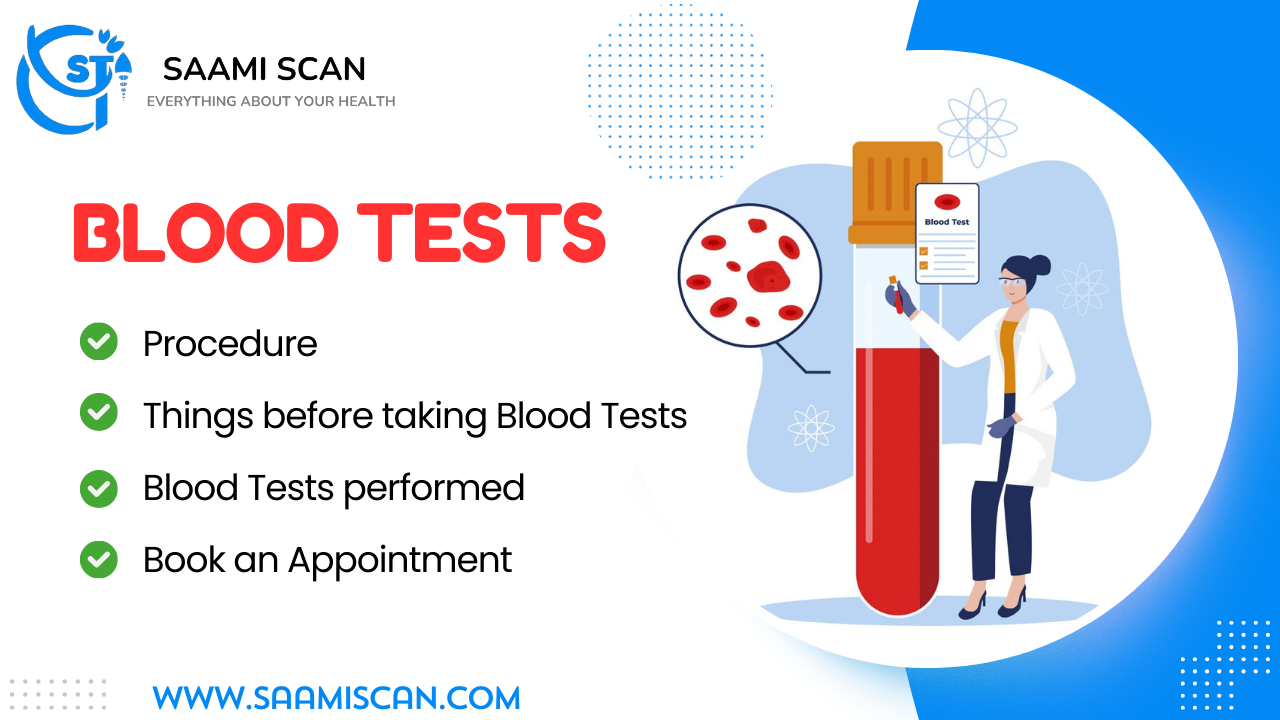 ST
SAAMI SCAN
EVERYTHING ABOUT YOUR HEALTH
BLOOD TESTS
Procedure
Things before taking Blood Tests
Blood Tests performed
Book an Appointment
Blood Test
WWW.SAAMISCAN.COM